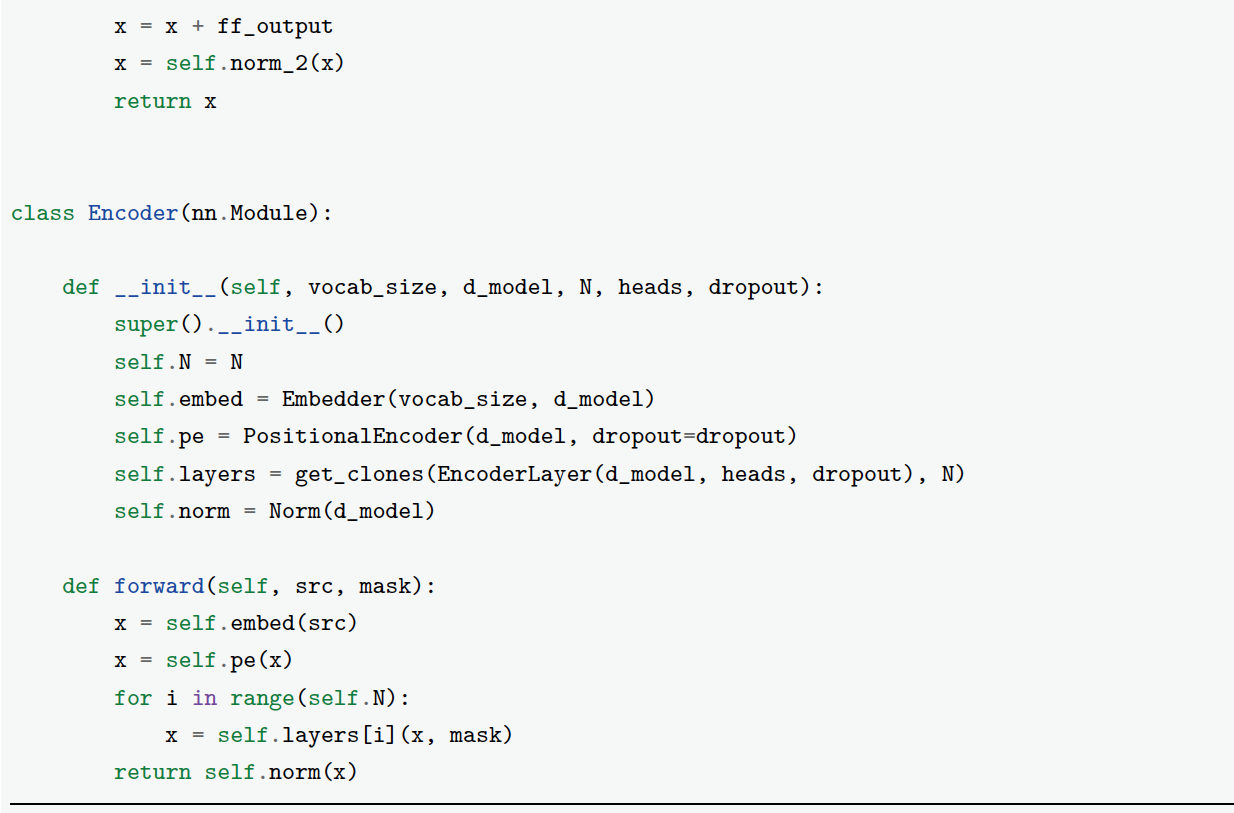 x = x + ff_output
        x = self.norm_2(x)
        return x
class Encoder(nn.Module):
    def __init__(self, vocab_size, d_model, N, heads, dropout):
        super().__init__()
        self.N = N
        self.embed = Embedder(vocab_size, d_model)
        self.pe = PositionalEncoder(d_model, dropout=dropout)
        self.layers = get_clones(EncoderLayer(d_model, heads, dropout), N)
        self.norm = Norm(d_model)
    def forward(self, src, mask):
        x = self.embed(src)
        x = self.pe(x)
        for i in range(self.N):
            x = self.layers[i](x, mask)
        return self.norm(x)